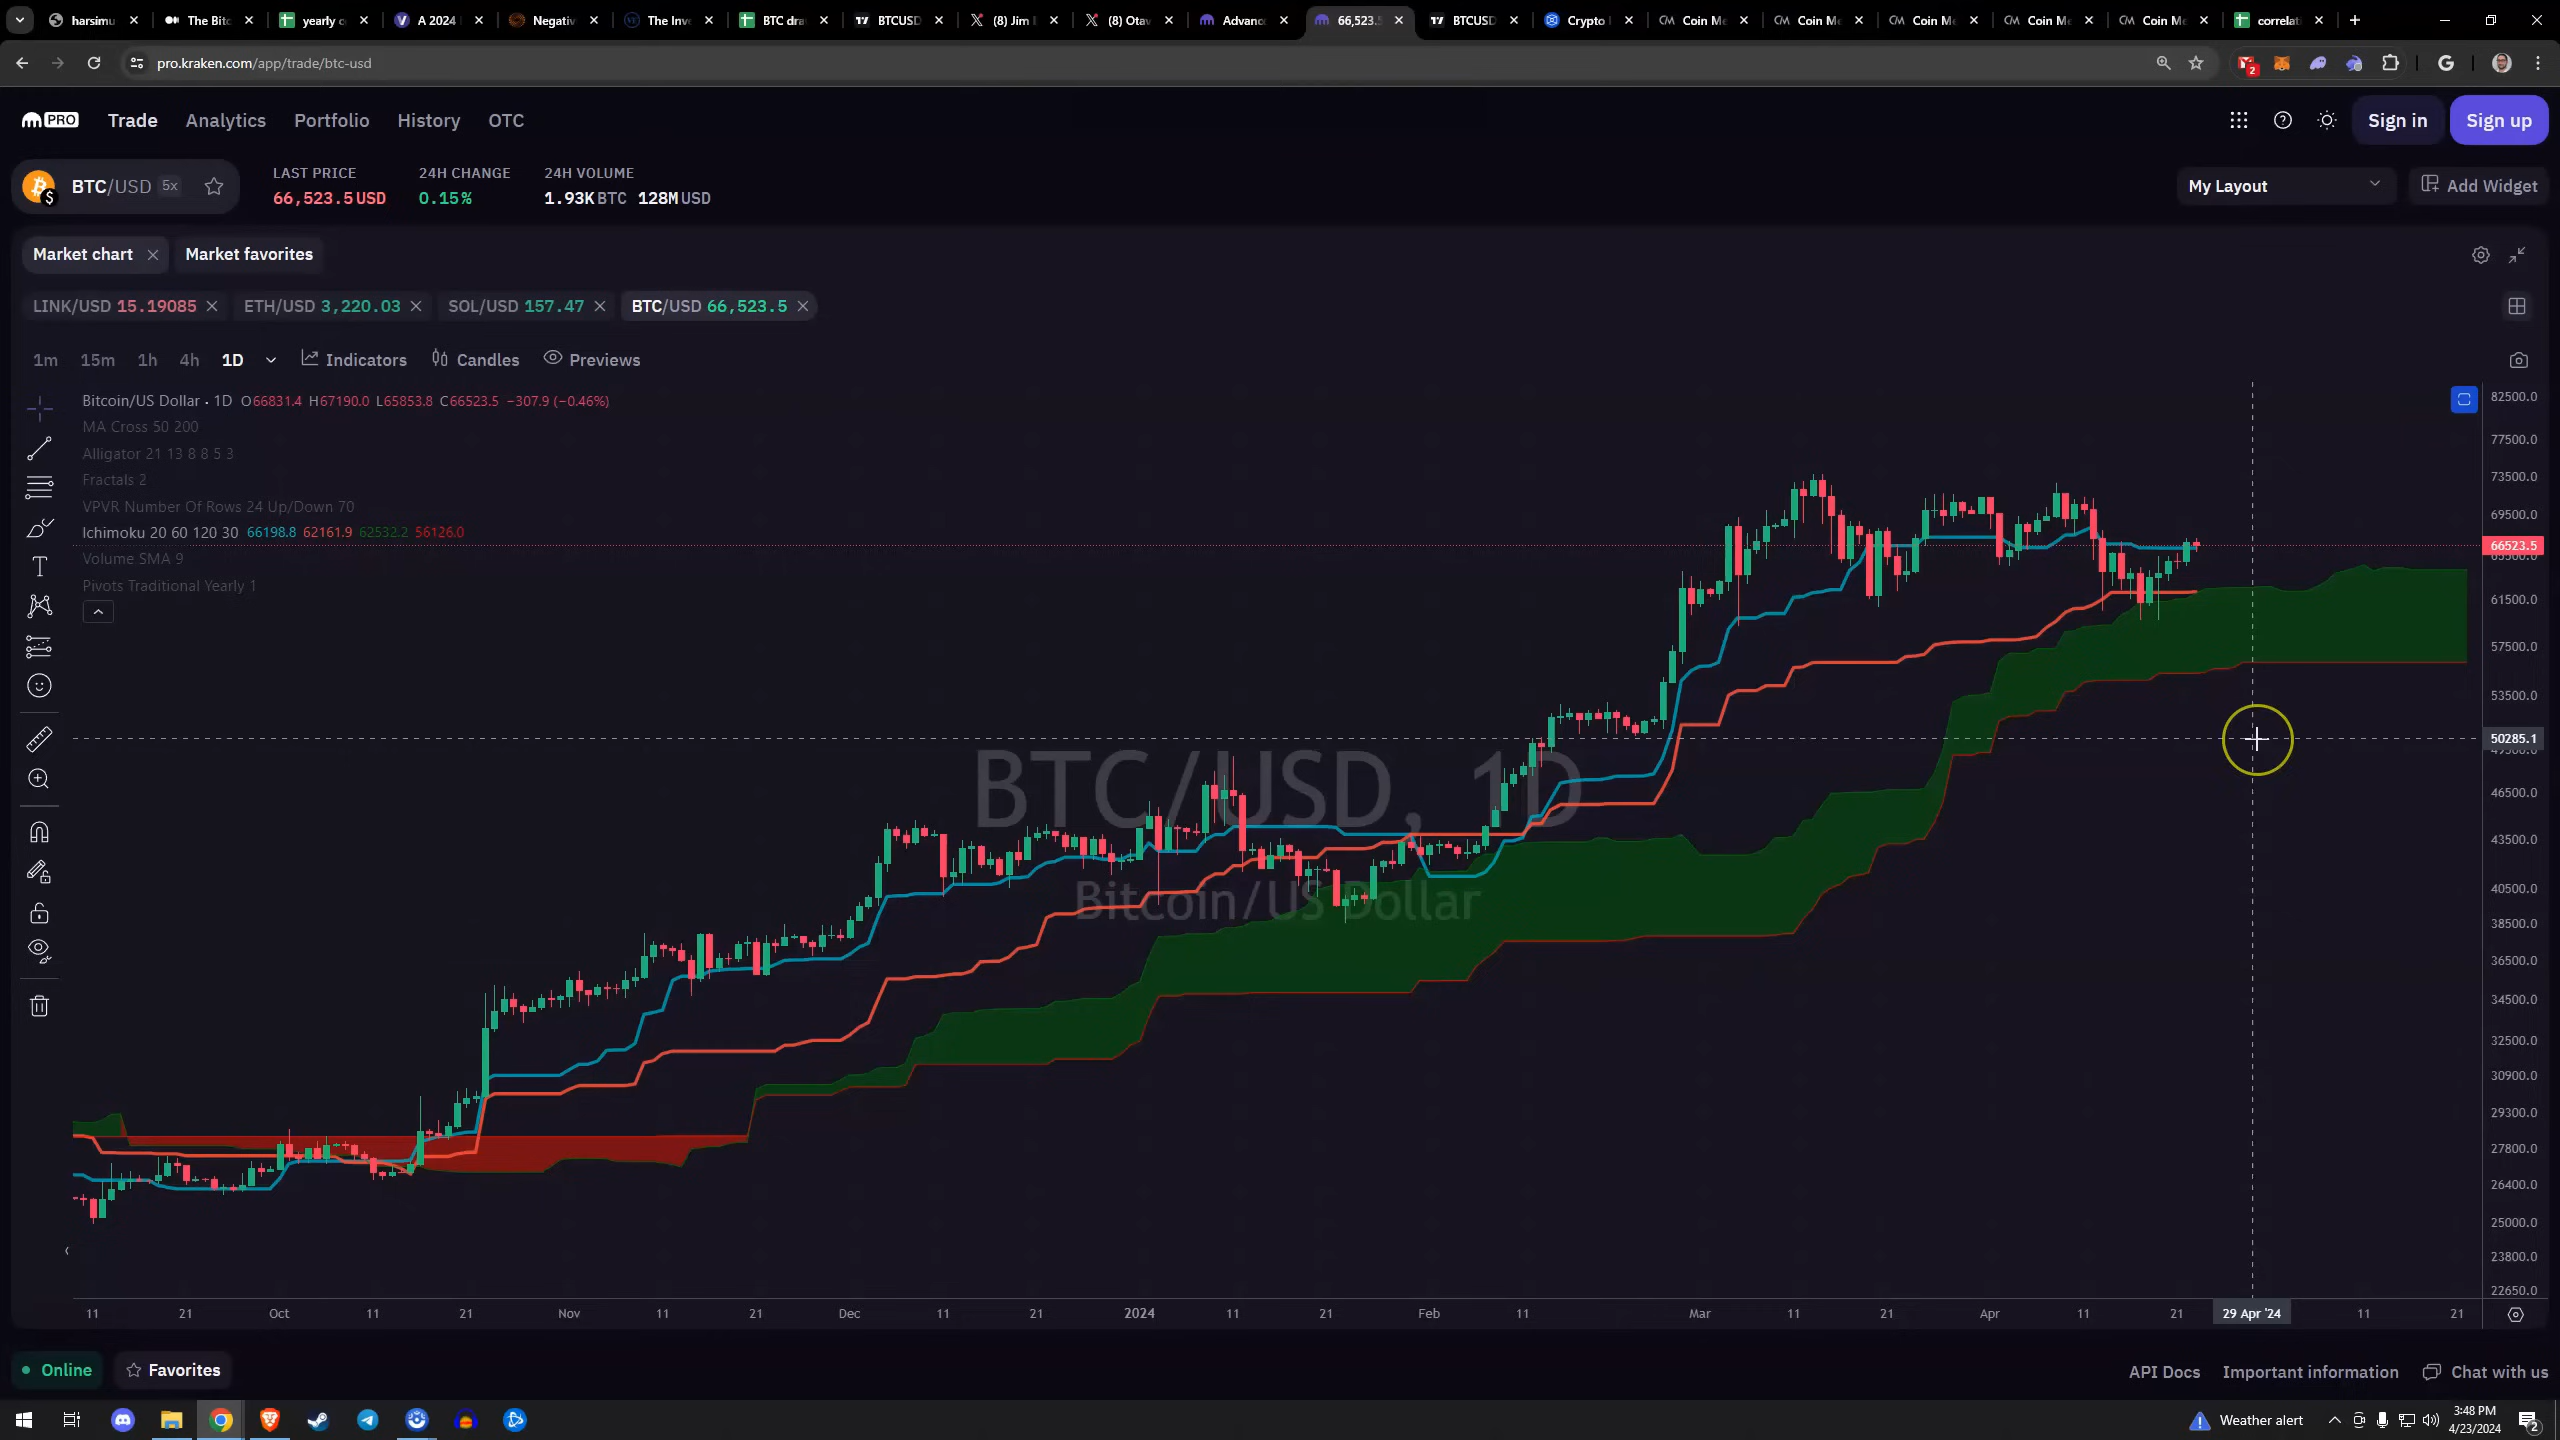 harsimu
The Bitc
yearly c
A 2024
Negativ
The Inve
BTC dra
BTCUSD
(8) Jim
(8) Otav
Advanc
66,523.5
BTCUSD
Crypto
Coin Me
Coin Me
Coin Me
Coin Me
Coin Me
correlati
pro.kraken.com/app/trade/btc-usd
2
PRO Trade Analytics Portfolio History OTC
Sign in Sign up
BTC/USD 5x
LAST PRICE 24H CHANGE 24H VOLUME
66,523.5 USD 0.15% 1.93K BTC 128M USD
My Layout
Add Widget
Market chart Market favorites
LINK/USD 15.19085 ETH/USD 3,220.03 SOL/USD 157.47 BTC/USD 66,523.5
1m 15m 1h 4h 1D Indicators Candles Previews
Bitcoin/US Dollar · 1D O66831.4 H67190.0 L65853.8 C66523.5 −307.9 (−0.46%)
MA Cross 50 200
Alligator 21 13 8 8 5 3
Fractals 2
VPVR Number Of Rows 24 Up/Down 70
Ichimoku 20 60 120 30 66198.8 62161.9 62532.2 56126.0
Volume SMA 9
Pivots Traditional Yearly 1
BTC/USD, 1D
Bitcoin/US Dollar
82500.0
77500.0
73500.0
69500.0
66523.5
61500.0
57500.0
53500.0
50285.1
46500.0
43500.0
40500.0
38500.0
36500.0
34500.0
32500.0
30900.0
29300.0
27800.0
26400.0
25000.0
23800.0
22650.0
11 21 Oct 11 21 Nov 11 21 Dec 11 21 2024 11 21 Feb 11 Mar 11 21 Apr 11 21 29 Apr '24 11 21
Online Favorites
API Docs Important information Chat with us
Weather alert
3:48 PM
4/23/2024
2